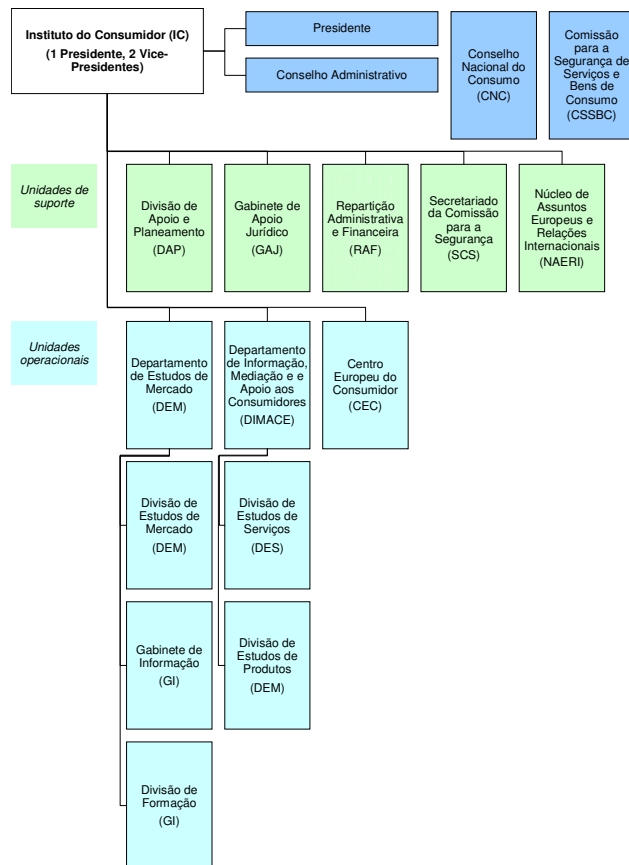 Instituto do Consumidor (IC)
(1 Presidente, 2 Vice-
Presidentes)
Presidente
Conselho Administrativo
Conselho
Nacional do
Consumo
(CNC)
Comissão
para a
Segurança de
Serviços e
Bens de
Consumo
(CSSBC)
Unidades de
suporte
Divisão de
Apoio e
Planeamento
(DAP)
Gabinete de
Apoio
Jurídico
(GAJ)
Repartição
Administrativa
e Financeira
(RAF)
Secretariado
da Comissão
para a
Segurança
(SCS)
Núcleo de
Assuntos
Europeus e
Relações
Internacionais
(NAERI)
Unidades
operacionais
Departamento
de Estudos de
Mercado
(DEM)
Departamento
de Informação,
Mediação e e
Apoio aos
Consumidores
(DIMACE)
Centro
Europeu do
Consumidor
(CEC)
Divisão de
Estudos de
Mercado
(DEM)
Divisão de
Estudos de
Serviços
(DES)
Gabinete de
Informação
(GI)
Divisão de
Estudos de
Produtos
(DEM)
Divisão de
Formação
(GI)